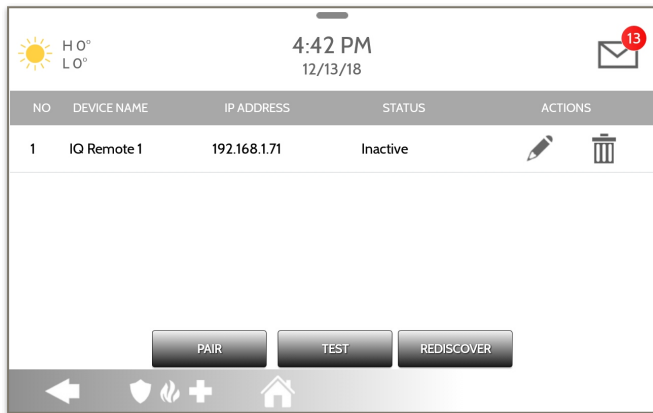 H 0°
L 0°
4:42 PM
12/13/18
13
NO DEVICE NAME IP ADDRESS STATUS ACTIONS
1 IQ Remote 1 192.168.1.71 Inactive
PAIR TEST REDISCOVER